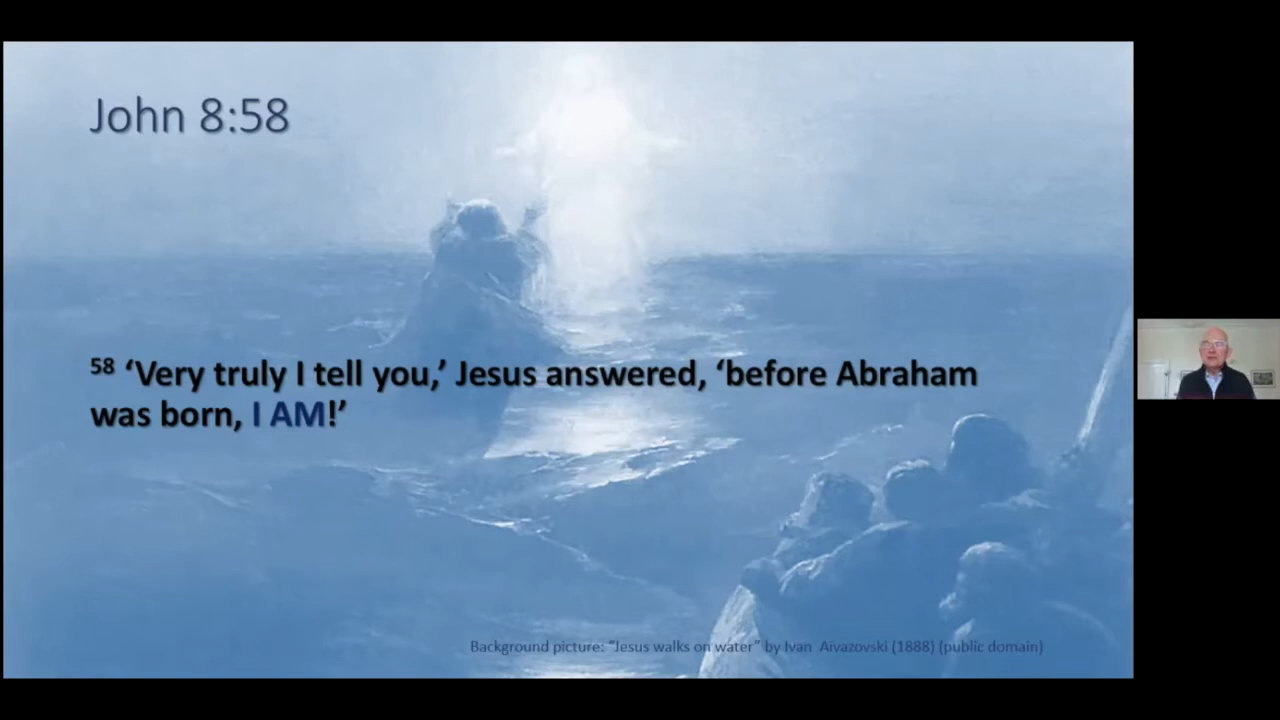 John 8:58
58 ‘Very truly I tell you,’ Jesus answered, ‘before Abraham
was born, I AM!’
Background picture: “Jesus walks on water” by Ivan Aivazovski (1888) (public domain)